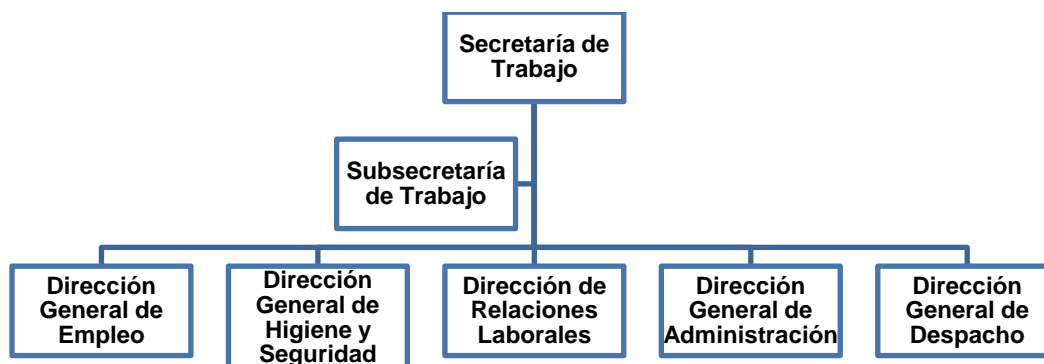 Secretaría de
Trabajo
Subsecretaría
de Trabajo
Dirección
General de
Empleo
Dirección
General de
Higiene y
Seguridad
Dirección de
Relaciones
Laborales
Dirección
General de
Administración
Dirección
General de
Despacho